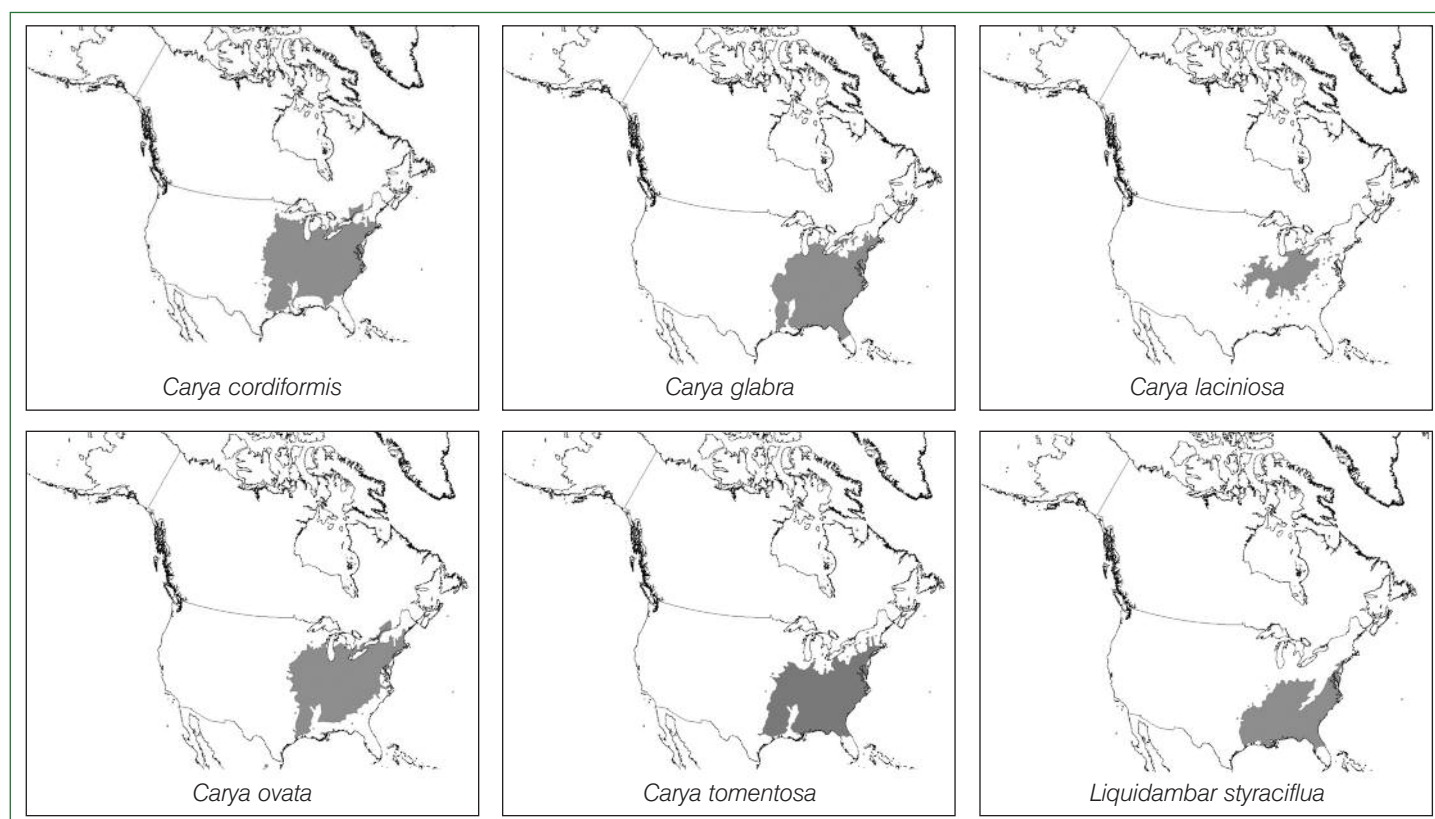 Carya cordiformis
Carya glabra
Carya laciniosa
Carya ovata
Carya tomentosa
Liquidambar styraciflua